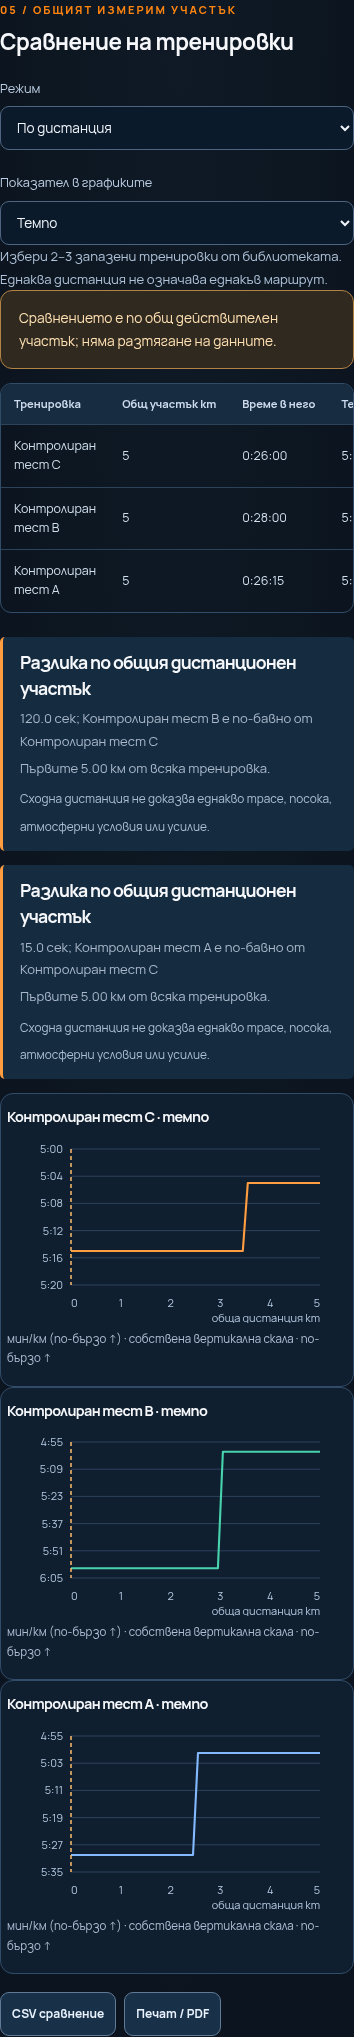 05 / ОБЩИЯТ ИЗМЕРИМ УЧАСТЪК
Сравнение на тренировки
Режим
По дистанция
Показател в графиките
Темпо
Избери 2–3 запазени тренировки от библиотеката.
Еднаква дистанция не означава еднакъв маршрут.
Сравнението е по общ действителен
участък; няма разтягане на данните.
Тренировка Общ участък km Време в него Те
Контролиран
тест C 5 0:26:00 5:
Контролиран
тест B 5 0:28:00 5:
Контролиран
тест A 5 0:26:15 5:
Разлика по общия дистанционен
участък
120.0 сек; Контролиран тест B е по-бавно от
Контролиран тест C
Първите 5.00 km от всяка тренировка.
Сходна дистанция не доказва еднакво трасе, посока,
атмосферни условия или усилие.
Разлика по общия дистанционен
участък
15.0 сек; Контролиран тест A е по-бавно от
Контролиран тест C
Първите 5.00 km от всяка тренировка.
Сходна дистанция не доказва еднакво трасе, посока,
атмосферни условия или усилие.
Контролиран тест C · темпо
5:00
5:04
5:08
5:12
5:16
5:20
0 1 2 3 4 5
обща дистанция km
мин/км (по-бързо ↑) · собствена вертикална скала · по-
бързо ↑
Контролиран тест B · темпо
4:55
5:09
5:23
5:37
5:51
6:05
0 1 2 3 4 5
обща дистанция km
мин/км (по-бързо ↑) · собствена вертикална скала · по-
бързо ↑
Контролиран тест A · темпо
4:55
5:03
5:11
5:19
5:27
5:35
0 1 2 3 4 5
обща дистанция km
мин/км (по-бързо ↑) · собствена вертикална скала · по-
бързо ↑
CSV сравнение Печат / PDF